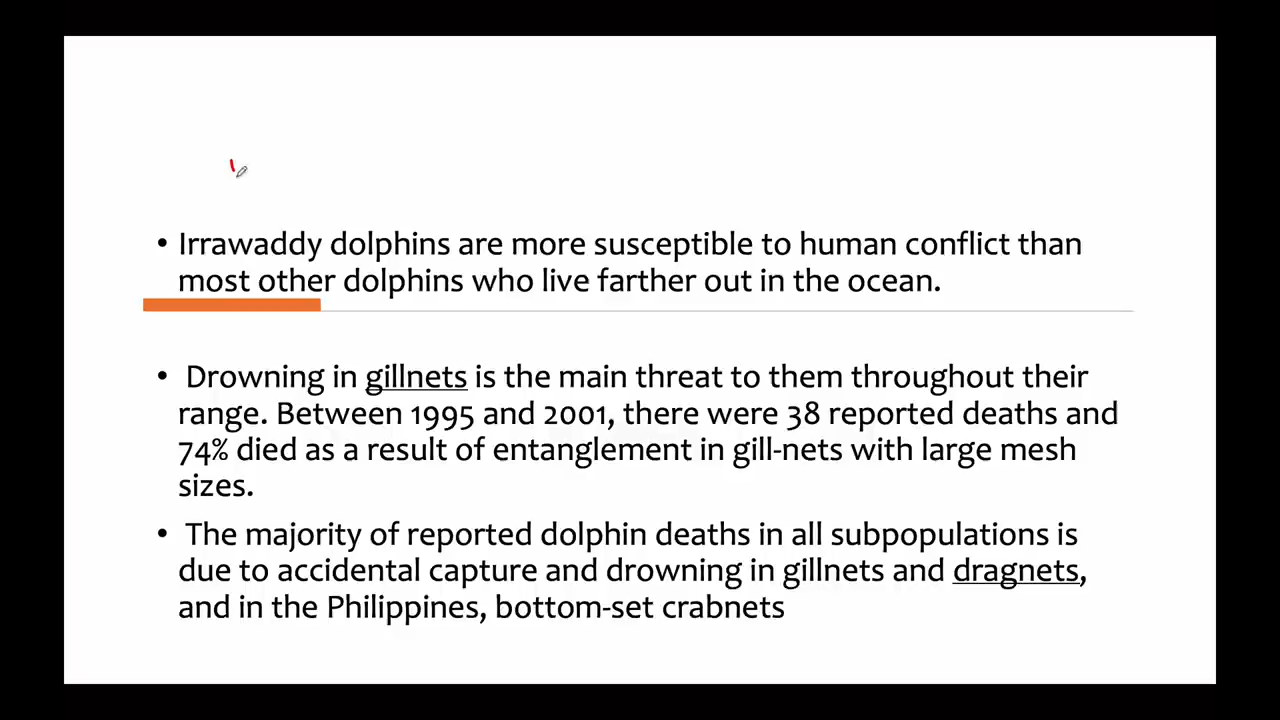 • Irrawaddy dolphins are more susceptible to human conflict than
most other dolphins who live farther out in the ocean.
• Drowning in gillnets is the main threat to them throughout their
range. Between 1995 and 2001, there were 38 reported deaths and
74% died as a result of entanglement in gill-nets with large mesh
sizes.
• The majority of reported dolphin deaths in all subpopulations is
due to accidental capture and drowning in gillnets and dragnets,
and in the Philippines, bottom-set crabnets